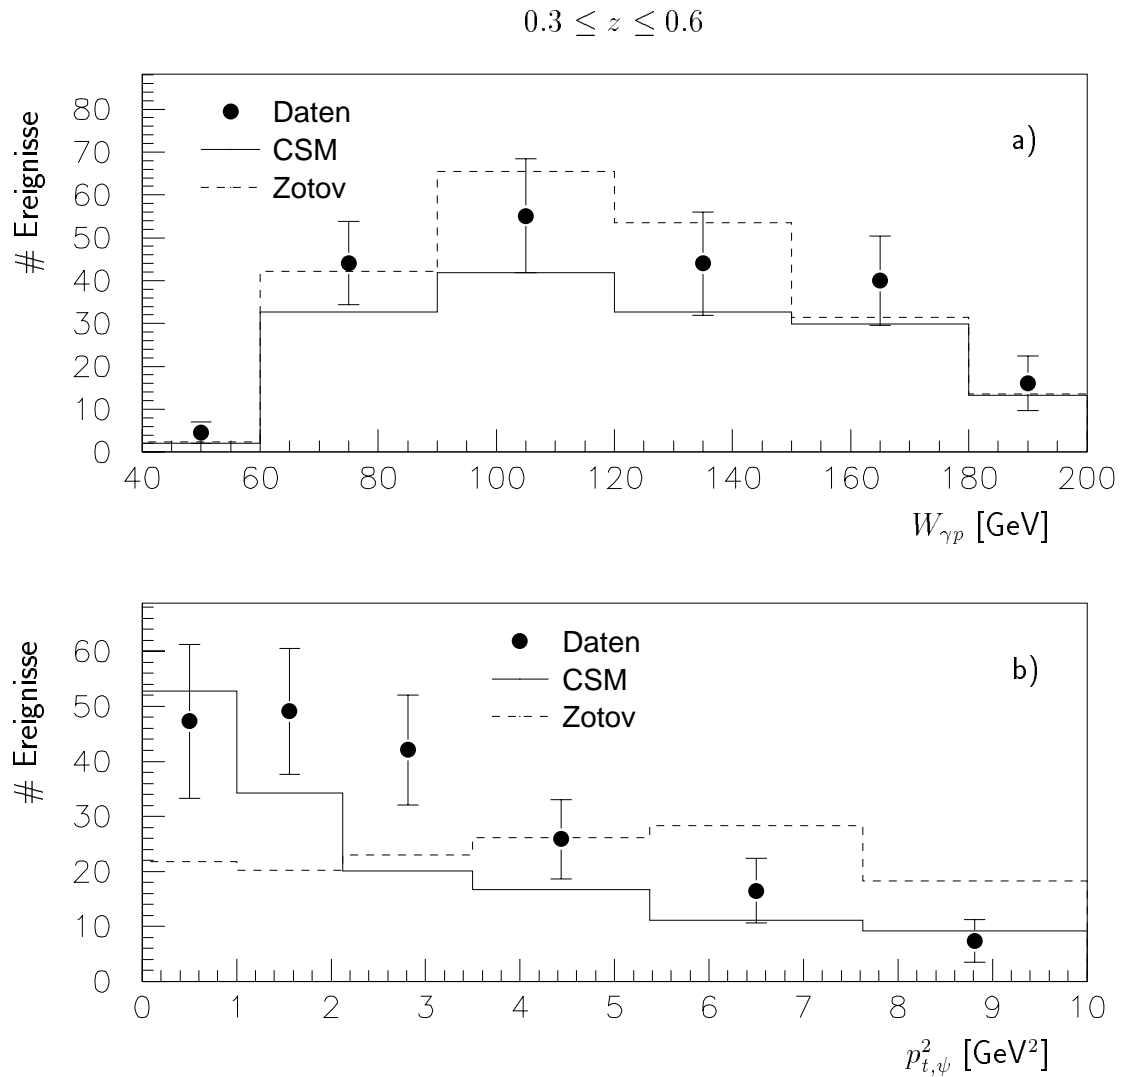 0.3 ≤ z ≤ 0.6
# Ereignisse
80
70
60
50
40
30
20
10
0
Daten
CSM
Zotov
a)
40 60 80 100 120 140 160 180 200
W_γp [GeV]
# Ereignisse
60
50
40
30
20
10
0
Daten
CSM
Zotov
b)
0 1 2 3 4 5 6 7 8 9 10
p²_t,ψ [GeV²]